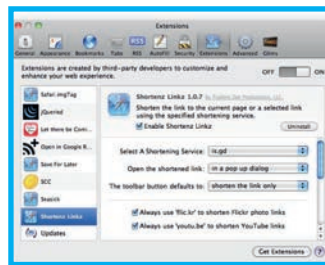 Extensions
General Appearance Bookmarks Tabs RSS AutoFill Security Extensions Advanced Glims
Extensions are created by third-party developers to customize and
enhance your web experience.
OFF ON
Safari imgTag
JQuerird
Let there be Comi...
Open in Google R...
Save For Later
SCC
Shortenz Linkz
Updates
Shortenz Linkz 1.0.7
Shorten the link to the current page or a selected link
using the specified shortening service.
Enable Shortenz Linkz
Uninstall
Select A Shortening Service: is.gd
Open the shortened link: in a pop up dialog
The toolbar button defaults to: shorten the link only
Always use 'flic.kr' to shorten Flickr photo links
Always use 'youtu.be' to shorten YouTube links
Get Extensions ?